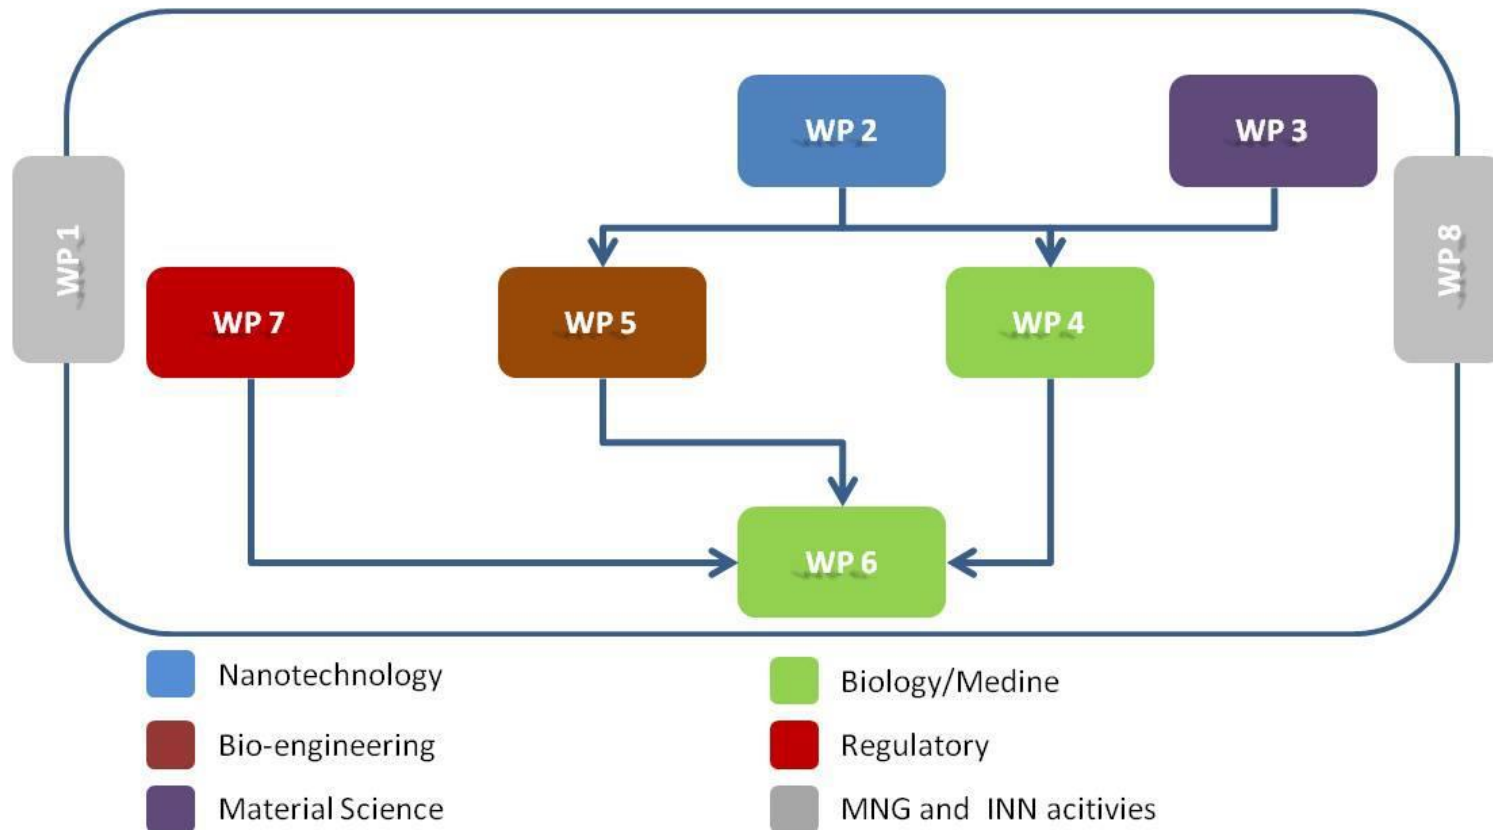 WP 2
WP 3
WP 1
WP 8
WP 7
WP 5
WP 4
WP 6
Nanotechnology
Biology/Medine
Bio-engineering
Regulatory
Material Science
MNG and INN acitivies